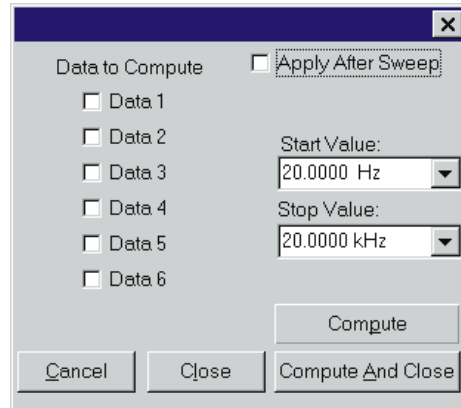 Data to Compute
Apply After Sweep
Data 1
Data 2
Data 3
Data 4
Data 5
Data 6
Start Value:
20.0000 Hz
Stop Value:
20.0000 kHz
Compute
Cancel
Close
Compute And Close